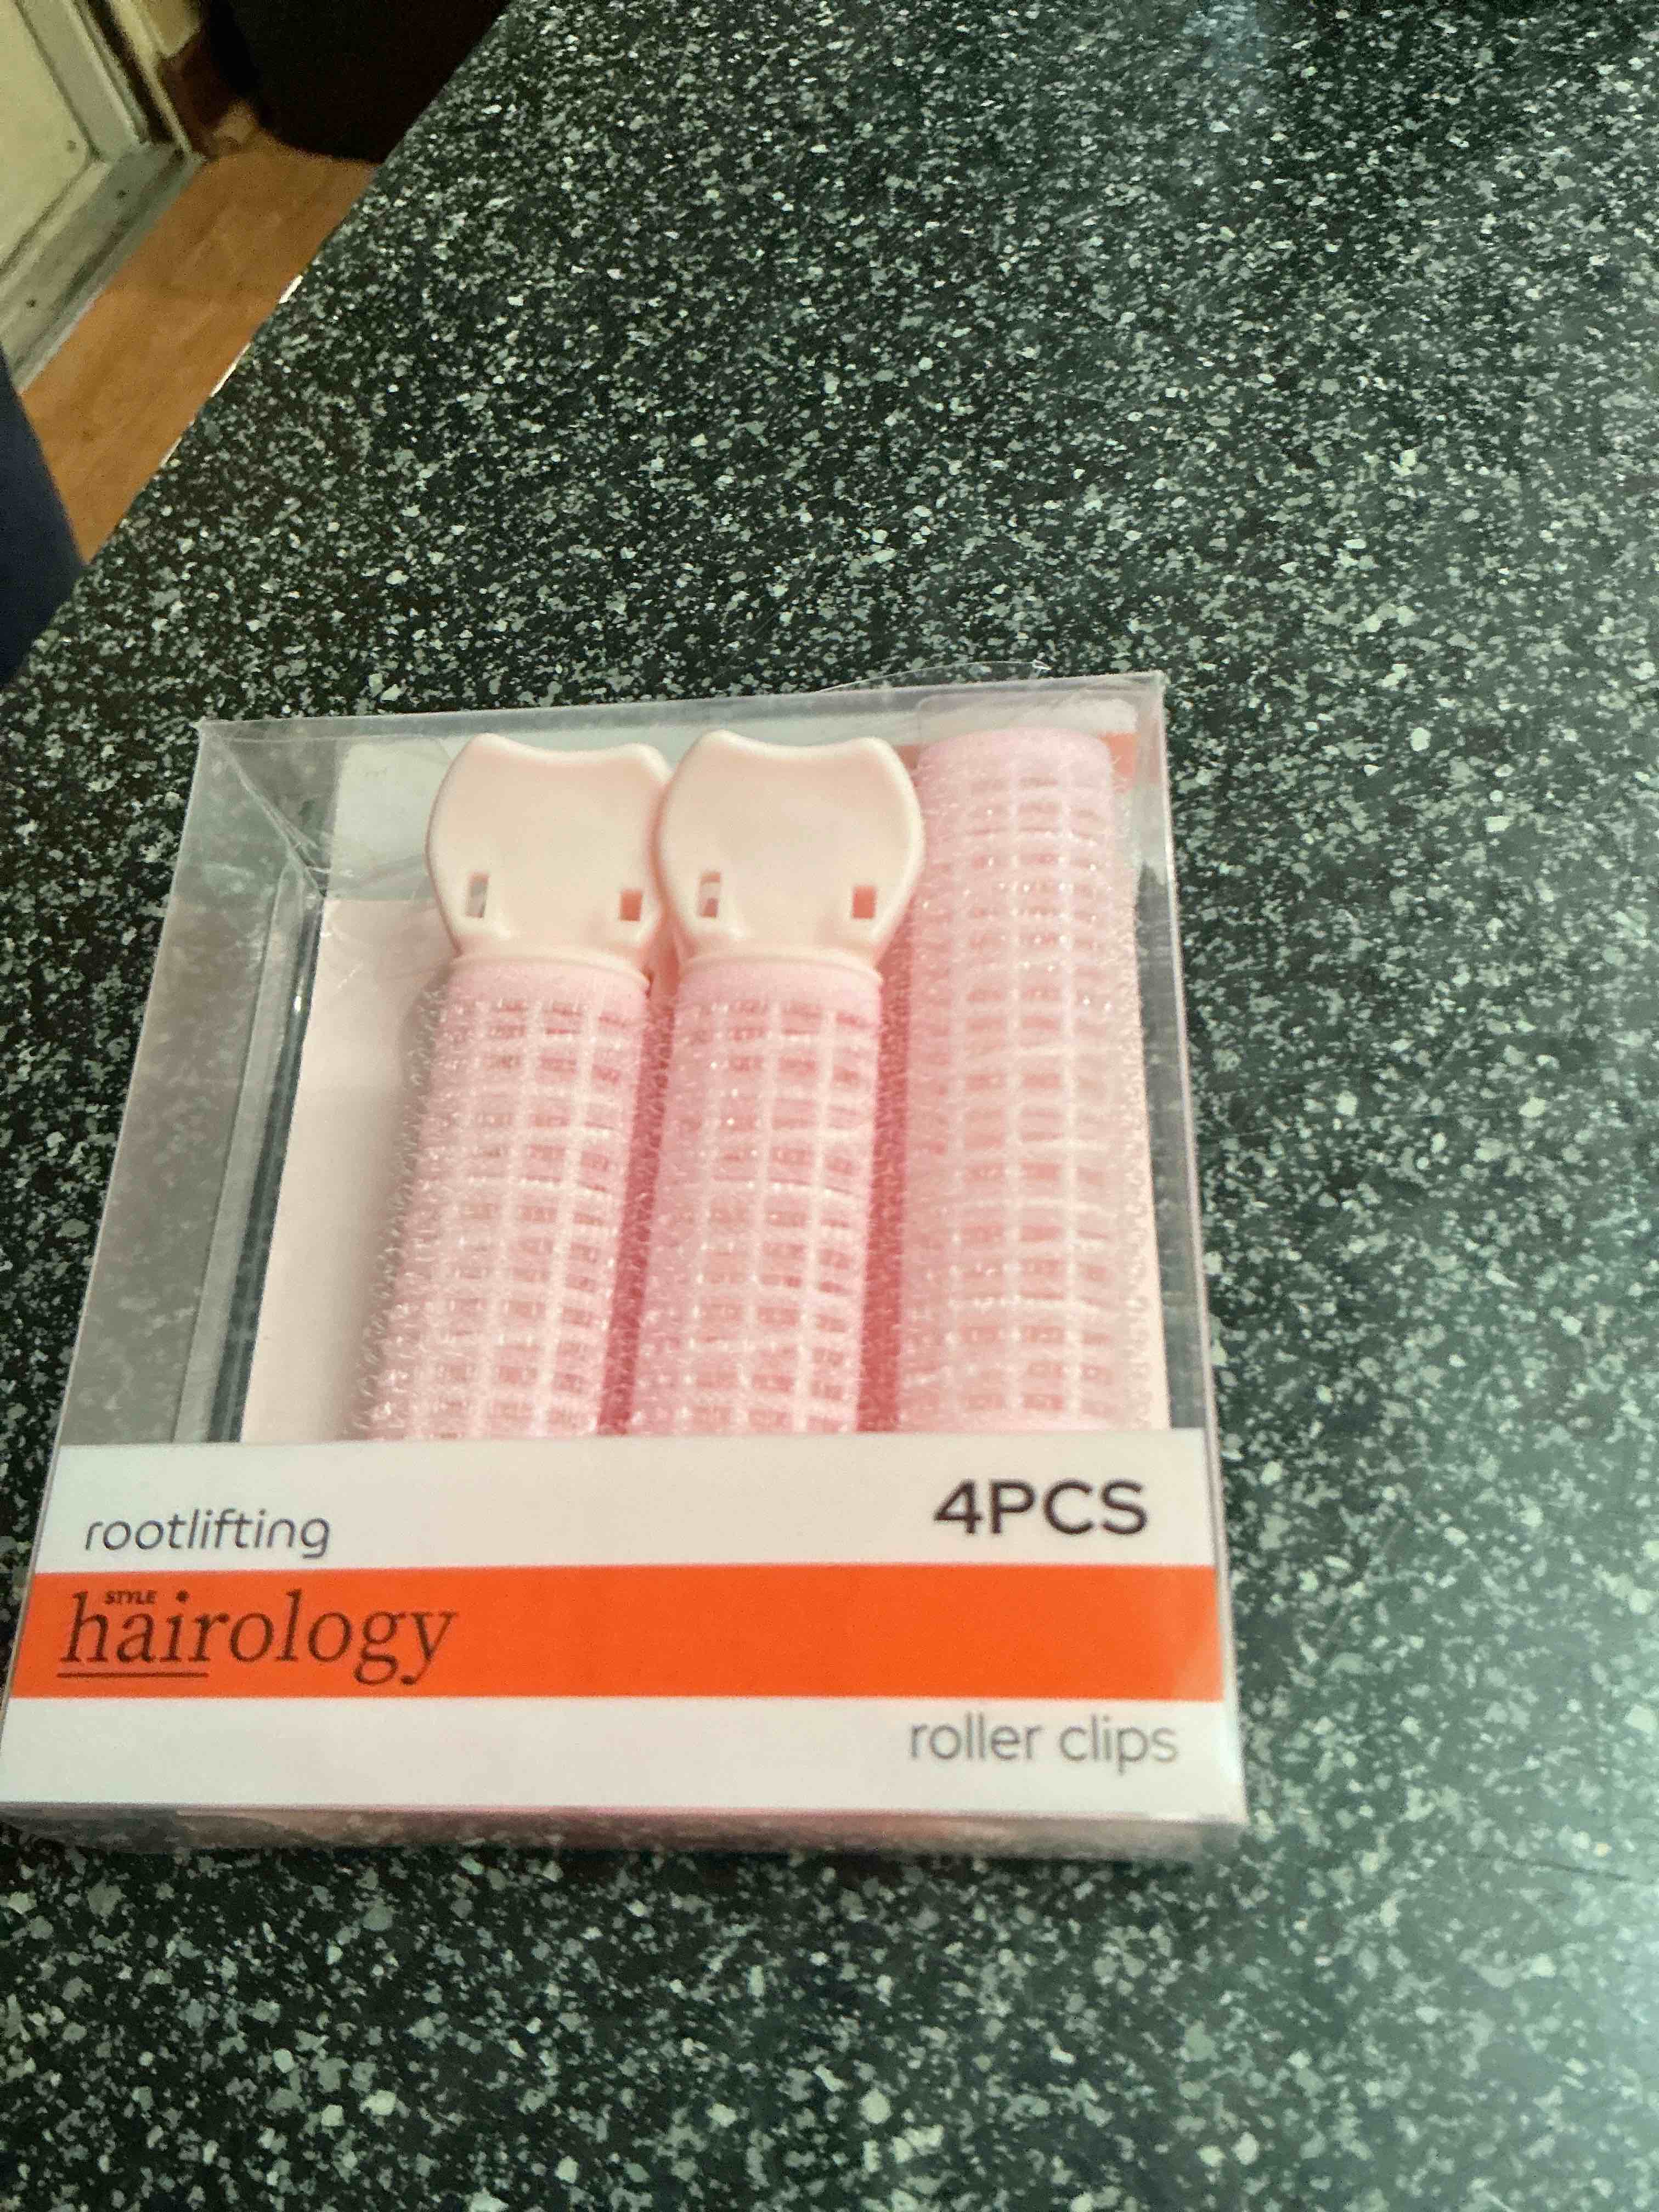 rootlifting
4PCS
STYLE
hairology
roller clips